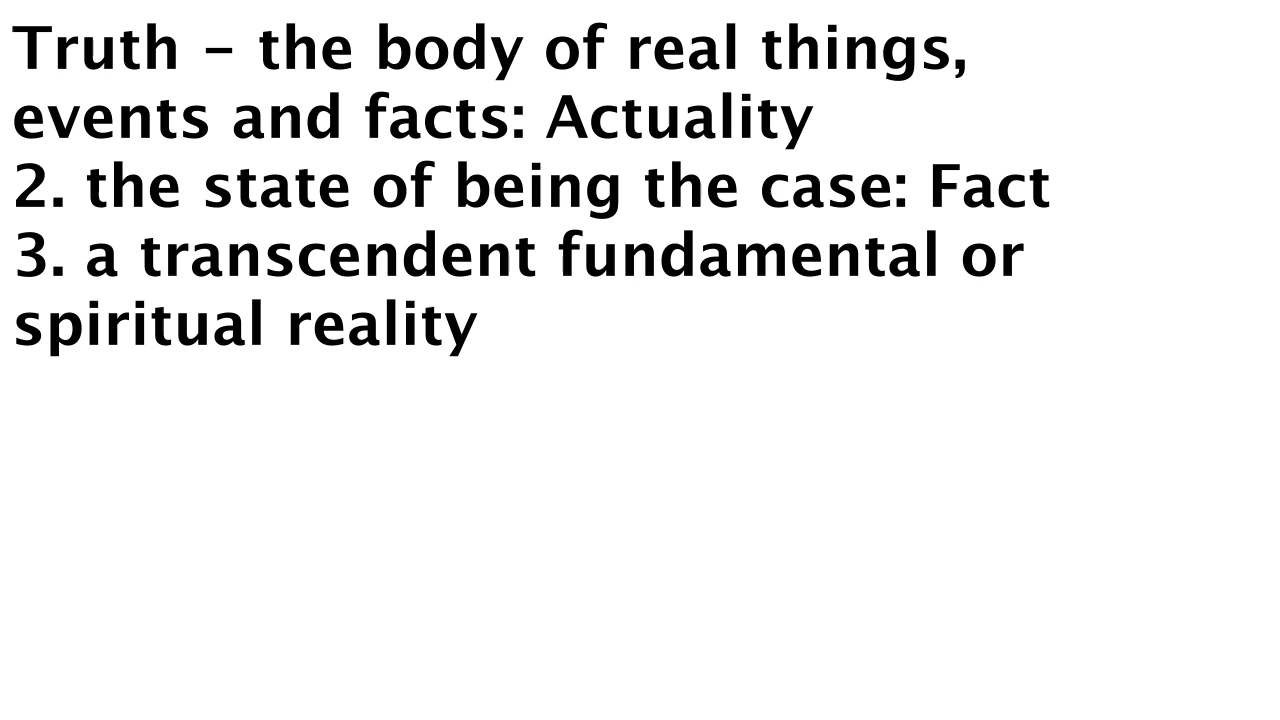 Truth – the body of real things,
events and facts: Actuality
2. the state of being the case: Fact
3. a transcendent fundamental or
spiritual reality